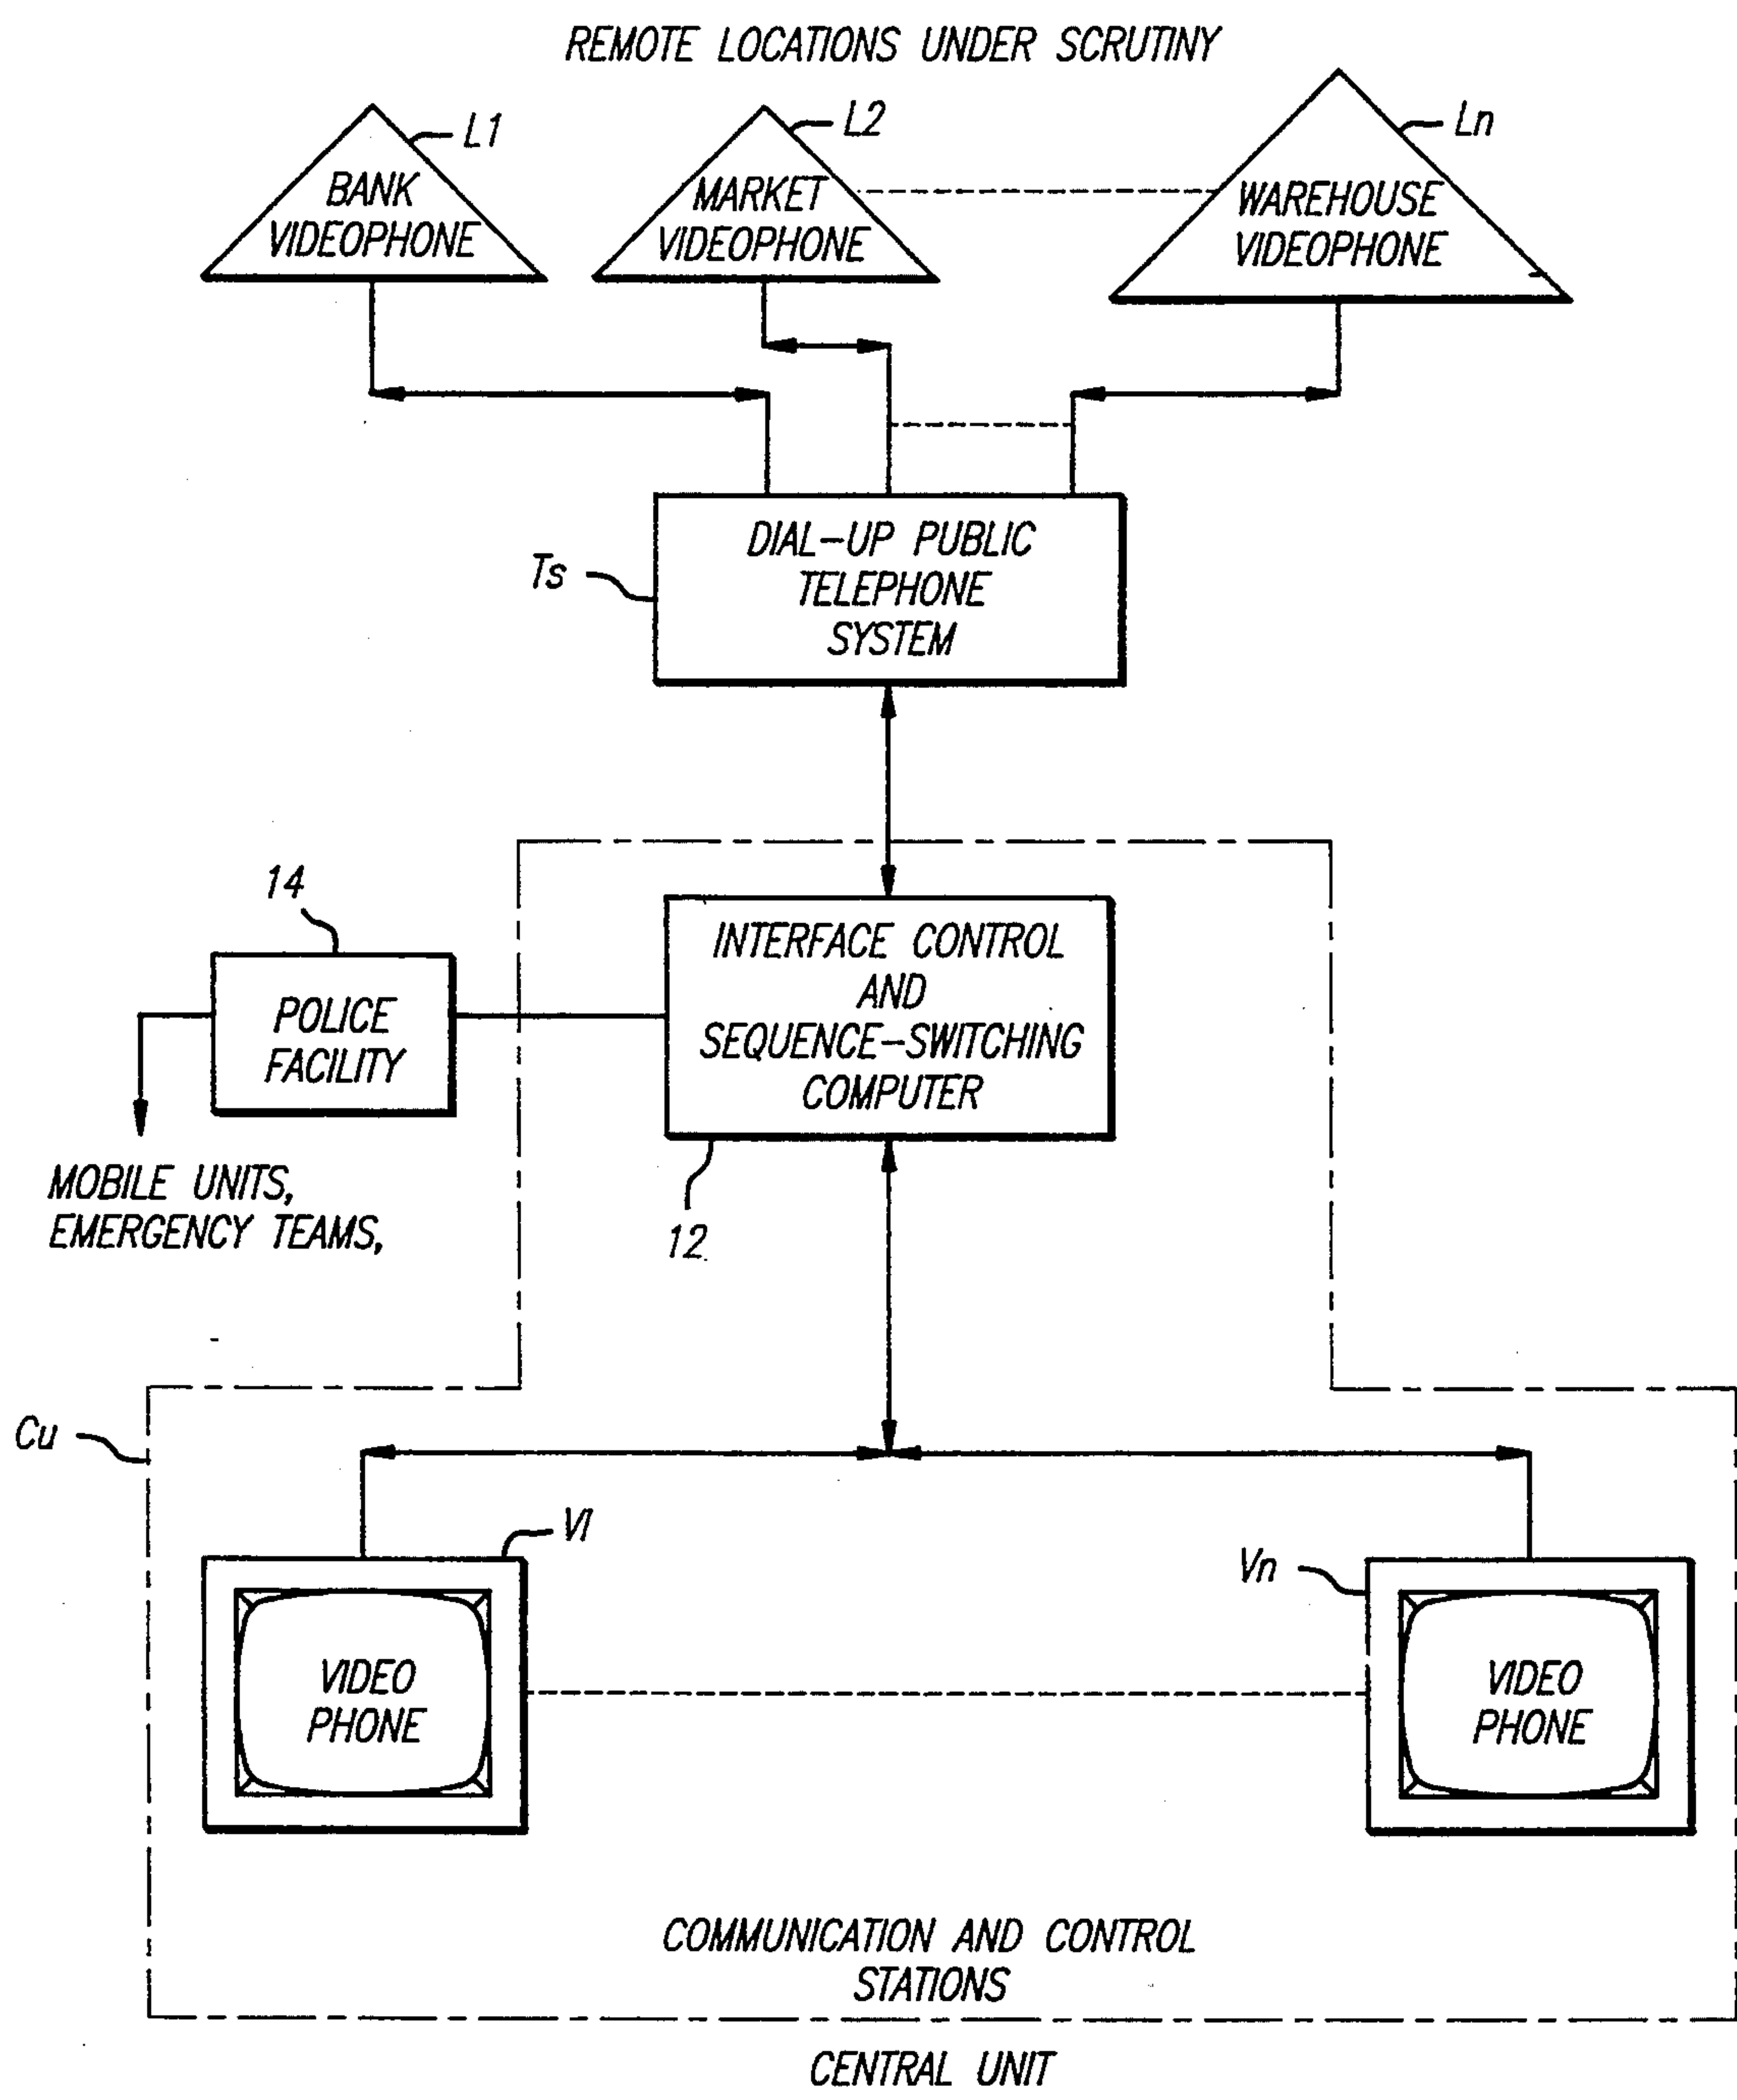 REMOTE LOCATIONS UNDER SCRUTINY
L1
L2
Ln
BANK
VIDEOPHONE
MARKET
VIDEOPHONE
WAREHOUSE
VIDEOPHONE
Ts
DIAL-UP PUBLIC
TELEPHONE
SYSTEM
14
POLICE
FACILITY
INTERFACE CONTROL
AND
SEQUENCE-SWITCHING
COMPUTER
12
MOBILE UNITS,
EMERGENCY TEAMS,
Cu
V1
Vn
VIDEO
PHONE
VIDEO
PHONE
COMMUNICATION AND CONTROL
STATIONS
CENTRAL UNIT